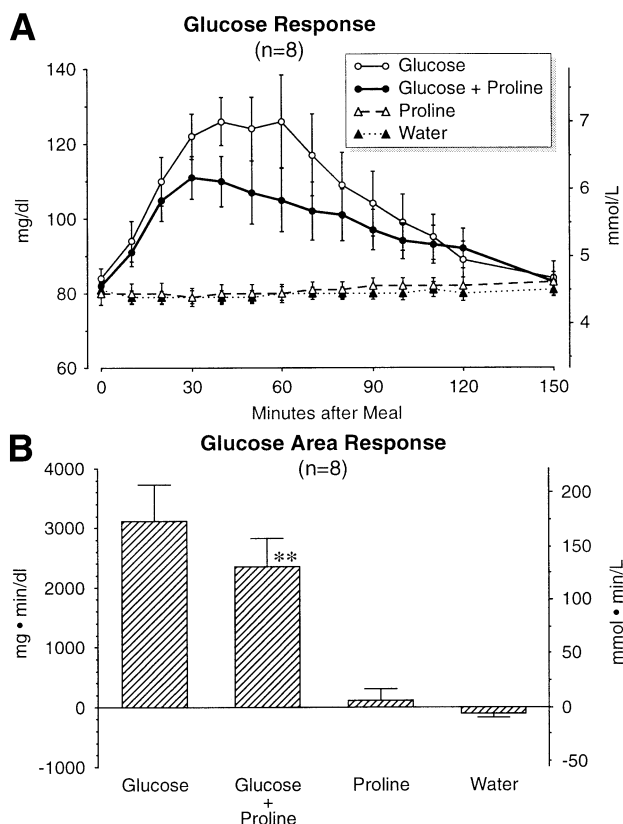 A
Glucose Response
(n=8)
Glucose
Glucose + Proline
Proline
Water
140
120
100
80
60
mg/dl
7
6
5
4
mmol/L
0
30
60
90
120
150
Minutes after Meal
B
Glucose Area Response
(n=8)
4000
3000
2000
1000
0
-1000
mg • min/dl
**
200
150
100
50
0
-50
mmol • min/L
Glucose
Glucose
+
Proline
Proline
Water